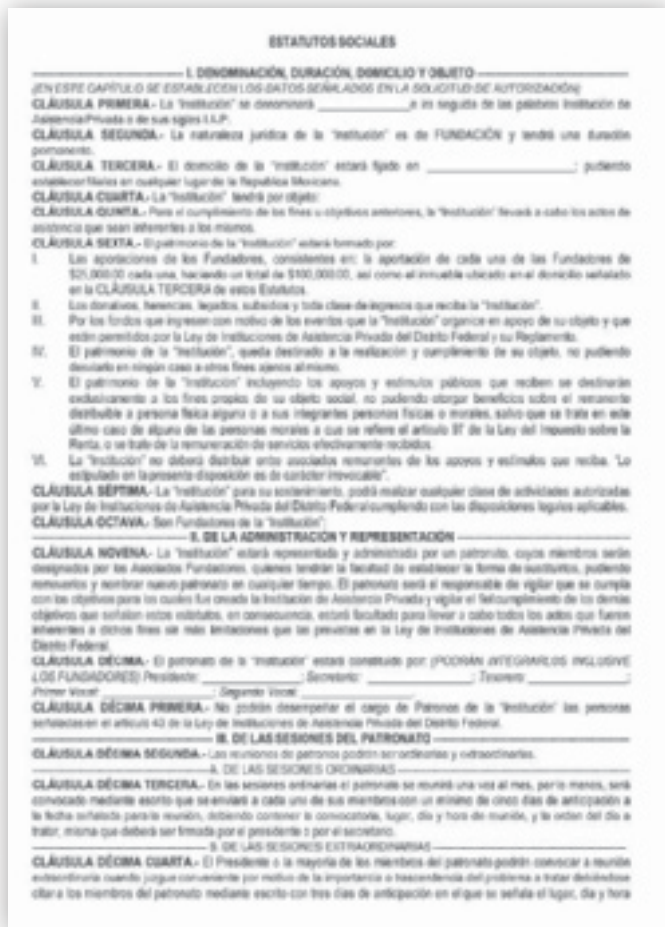 ESTATUTOS SOCIALES
I. DENOMINACIÓN, DURACIÓN, DOMICILIO Y OBJETO
(EN ESTE CAPÍTULO SE ESTABLECEN LOS DATOS SEÑALADOS EN LA SOLICITUD DE AUTORIZACIÓN)
CLÁUSULA PRIMERA.- La "Institución" se denominará _______________ e irá seguida de las palabras Institución de
Asistencia Privada o de sus siglas I.A.P.
CLÁUSULA SEGUNDA.- La naturaleza jurídica de la "Institución" es de FUNDACIÓN y tendrá una duración
permanente.
CLÁUSULA TERCERA.- El domicilio de la "Institución" estará fijado en _______________; pudiendo
establecer filiales en cualquier lugar de la Republica Mexicana.
CLÁUSULA CUARTA.- La "Institución" tendrá por objeto:
CLÁUSULA QUINTA.- Para el cumplimiento de los fines u objetivos anteriores, la "Institución" llevará a cabo los actos de
asistencia que sean inherentes a los mismos.
CLÁUSULA SEXTA.- El patrimonio de la "Institución" estará formado por:
I. Las aportaciones de los Fundadores, consistentes en: la aportación de cada una de las Fundadores de
cada una, haciendo un total de $100,000.00, así como el inmueble ubicado en el domicilio señalado
en la CLÁUSULA TERCERA de estos Estatutos.
II. Los donativos, herencias, legados, subsidios y toda clase de ingresos que reciba la "Institución".
III. Por los fondos que ingresen con motivo de los eventos que la "Institución" organice en apoyo de su objeto y que
estén permitidos por la Ley de Instituciones de Asistencia Privada del Distrito Federal y su Reglamento.
IV. El patrimonio de la "Institución", queda destinado a la realización y cumplimiento de su objeto, no pudiendo
desviarlo en ningún caso a otros fines ajenos al mismo.
V. El patrimonio de la "Institución" incluyendo los apoyos y estímulos públicos que reciben se destinarán
exclusivamente a los fines propios de su objeto social, no pudiendo otorgar beneficios sobre el remanente
distribuible a persona física alguna o a sus integrantes personas físicas o morales, salvo que se trate en este
último caso de alguna de las personas morales a que se refiere el artículo 97 de la Ley del Impuesto sobre la
Renta, o se trate de la remuneración de servicios efectivamente recibidos.
VI. La "Institución" no deberá distribuir entre asociados remanentes de los apoyos y estímulos que reciba. "Lo
estipulado en la presente disposición es de carácter irrevocable".
CLÁUSULA SÉPTIMA.- La "Institución" para su sostenimiento, podrá realizar cualquier clase de actividades autorizadas
por la Ley de Instituciones de Asistencia Privada del Distrito Federal cumpliendo con las disposiciones legales aplicables.
CLÁUSULA OCTAVA.- Son Fundadores de la "Institución":
II. DE LA ADMINISTRACIÓN Y REPRESENTACIÓN
CLÁUSULA NOVENA.- La "Institución" estará representada y administrada por un patronato, cuyos miembros serán
designados por los Asociados Fundadores, quienes tendrán la facultad de establecer la forma de sustituirlos, pudiendo
removerlos y nombrar nuevo patronato en cualquier tiempo. El patronato será el responsable de vigilar que se cumpla
con los objetivos para los cuales fue creada la Institución de Asistencia Privada y vigilar el fiel cumplimiento de los demás
objetivos que señalan estos estatutos, en consecuencia, estará facultado para llevar a cabo todos los actos que fueren
inherentes a dichos fines sin más limitaciones que las previstas en la Ley de Instituciones de Asistencia Privada del
Distrito Federal.
CLÁUSULA DÉCIMA.- El patronato de la "Institución" estará constituido por: (PODRÁN INTEGRARLOS INCLUSIVE
LOS FUNDADORES) Presidente: _______________; Secretario: _______________; Tesorero: _______________;
Primer Vocal: _______________; Segundo Vocal: _______________.
CLÁUSULA DÉCIMA PRIMERA.- No podrán desempeñar el cargo de Patronos de la "Institución" las personas
señaladas en el artículo 43 de la Ley de Instituciones de Asistencia Privada del Distrito Federal.
III. DE LAS SESIONES DEL PATRONATO
CLÁUSULA DÉCIMA SEGUNDA.- Las reuniones de patronos podrán ser ordinarias y extraordinarias.
A. DE LAS SESIONES ORDINARIAS
CLÁUSULA DÉCIMA TERCERA.- En las sesiones ordinarias el patronato se reunirá una vez al mes, por lo menos, será
convocado mediante escrito que se enviará a cada uno de sus miembros con un mínimo de cinco días de anticipación a
la fecha señalada para la reunión, debiendo contener la convocatoria, lugar, día y hora de reunión, y la orden del día a
tratar, misma que deberá ser firmada por el presidente o por el secretario.
B. DE LAS SESIONES EXTRAORDINARIAS
CLÁUSULA DÉCIMA CUARTA.- El Presidente o la mayoría de los miembros del patronato podrán convocar a reunión
extraordinaria cuando juzgue conveniente por motivo de la importancia o trascendencia del problema a tratar debiéndose
citar a los miembros del patronato mediante escrito con tres días de anticipación en el que se señala el lugar, día y hora